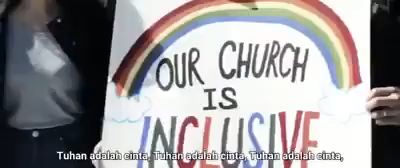 OUR CHURCH
IS
INCLUSIVE
Tuhan adalah cinta, Tuhan adalah cinta, Tuhan adalah cinta,